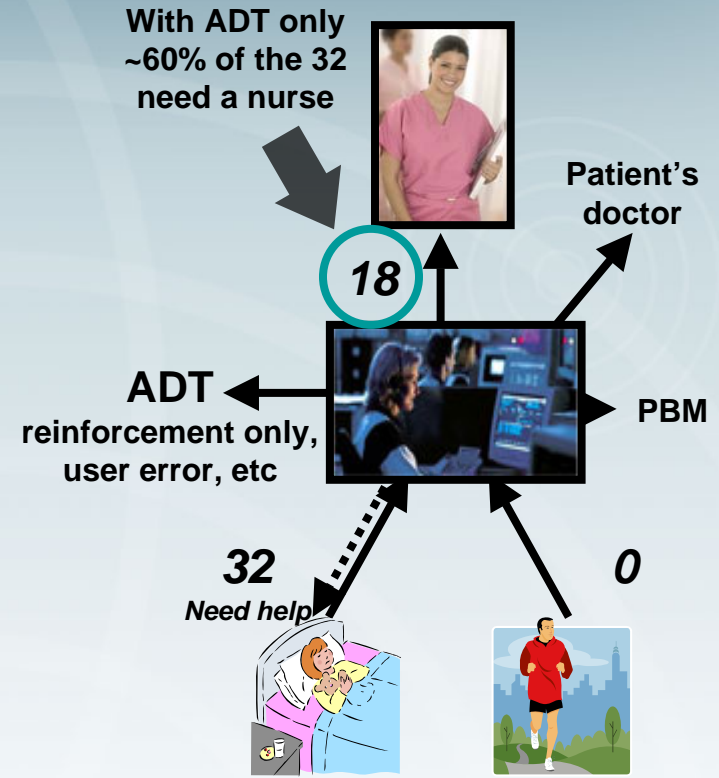 With ADT only
~60% of the 32
need a nurse
Patient's
doctor
18
ADT
reinforcement only,
user error, etc
PBM
32
Need help
0